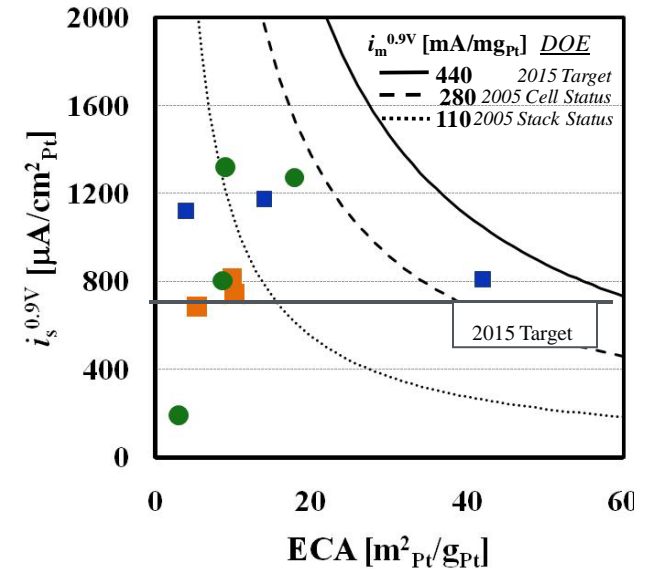 2000
1600
1200
800
400
0
i_s^0.9V [µA/cm²_Pt]
i_m^0.9V [mA/mg_Pt] DOE
440 2015 Target
280 2005 Cell Status
110 2005 Stack Status
2015 Target
0 20 40 60
ECA [m²_Pt/g_Pt]